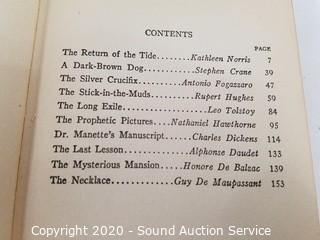 CONTENTS
PAGE
The Return of the Tide........Kathleen Norris 7
A Dark-Brown Dog............Stephen Crane 39
The Silver Crucifix........Antonio Fogazzaro 47
The Stick-in-the-Muds........Rupert Hughes 59
The Long Exile................Leo Tolstoy 84
The Prophetic Pictures....Nathaniel Hawthorne 95
Dr. Manette's Manuscript......Charles Dickens 114
The Last Lesson..........Alphonse Daudet 133
The Mysterious Mansion....Honore De Balzac 139
The Necklace.............Guy De Maupassant 153
Copyright 2020 - Sound Auction Service